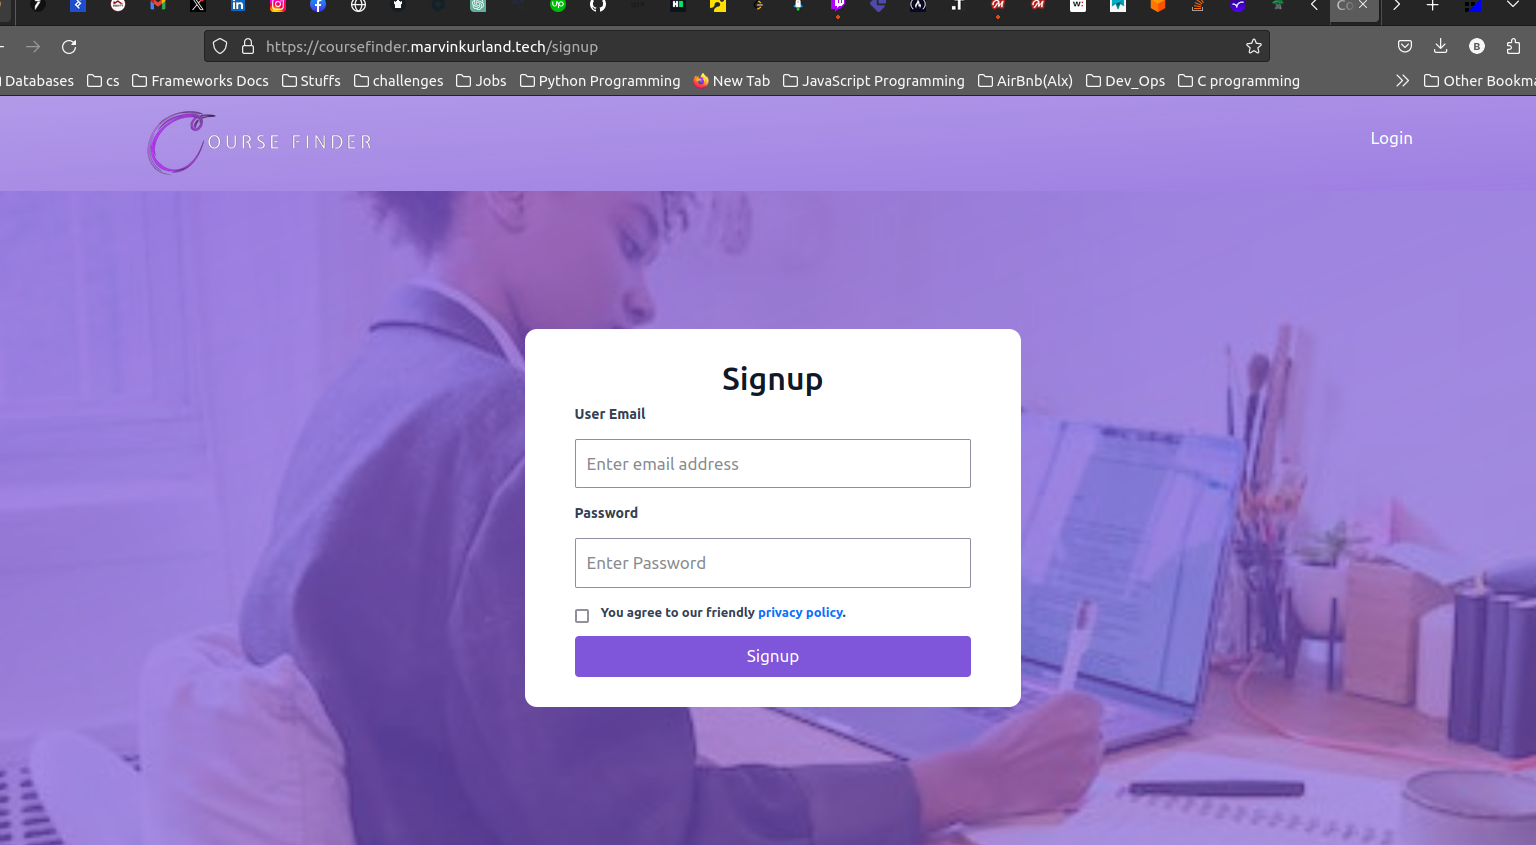 Co
https://coursefinder.marvinkurland.tech/signup
Databases cs Frameworks Docs Stuffs challenges Jobs Python Programming New Tab JavaScript Programming AirBnb(Alx) Dev_Ops C programming Other Bookma
COURSE FINDER
Login
Signup
User Email
Enter email address
Password
Enter Password
You agree to our friendly privacy policy.
Signup